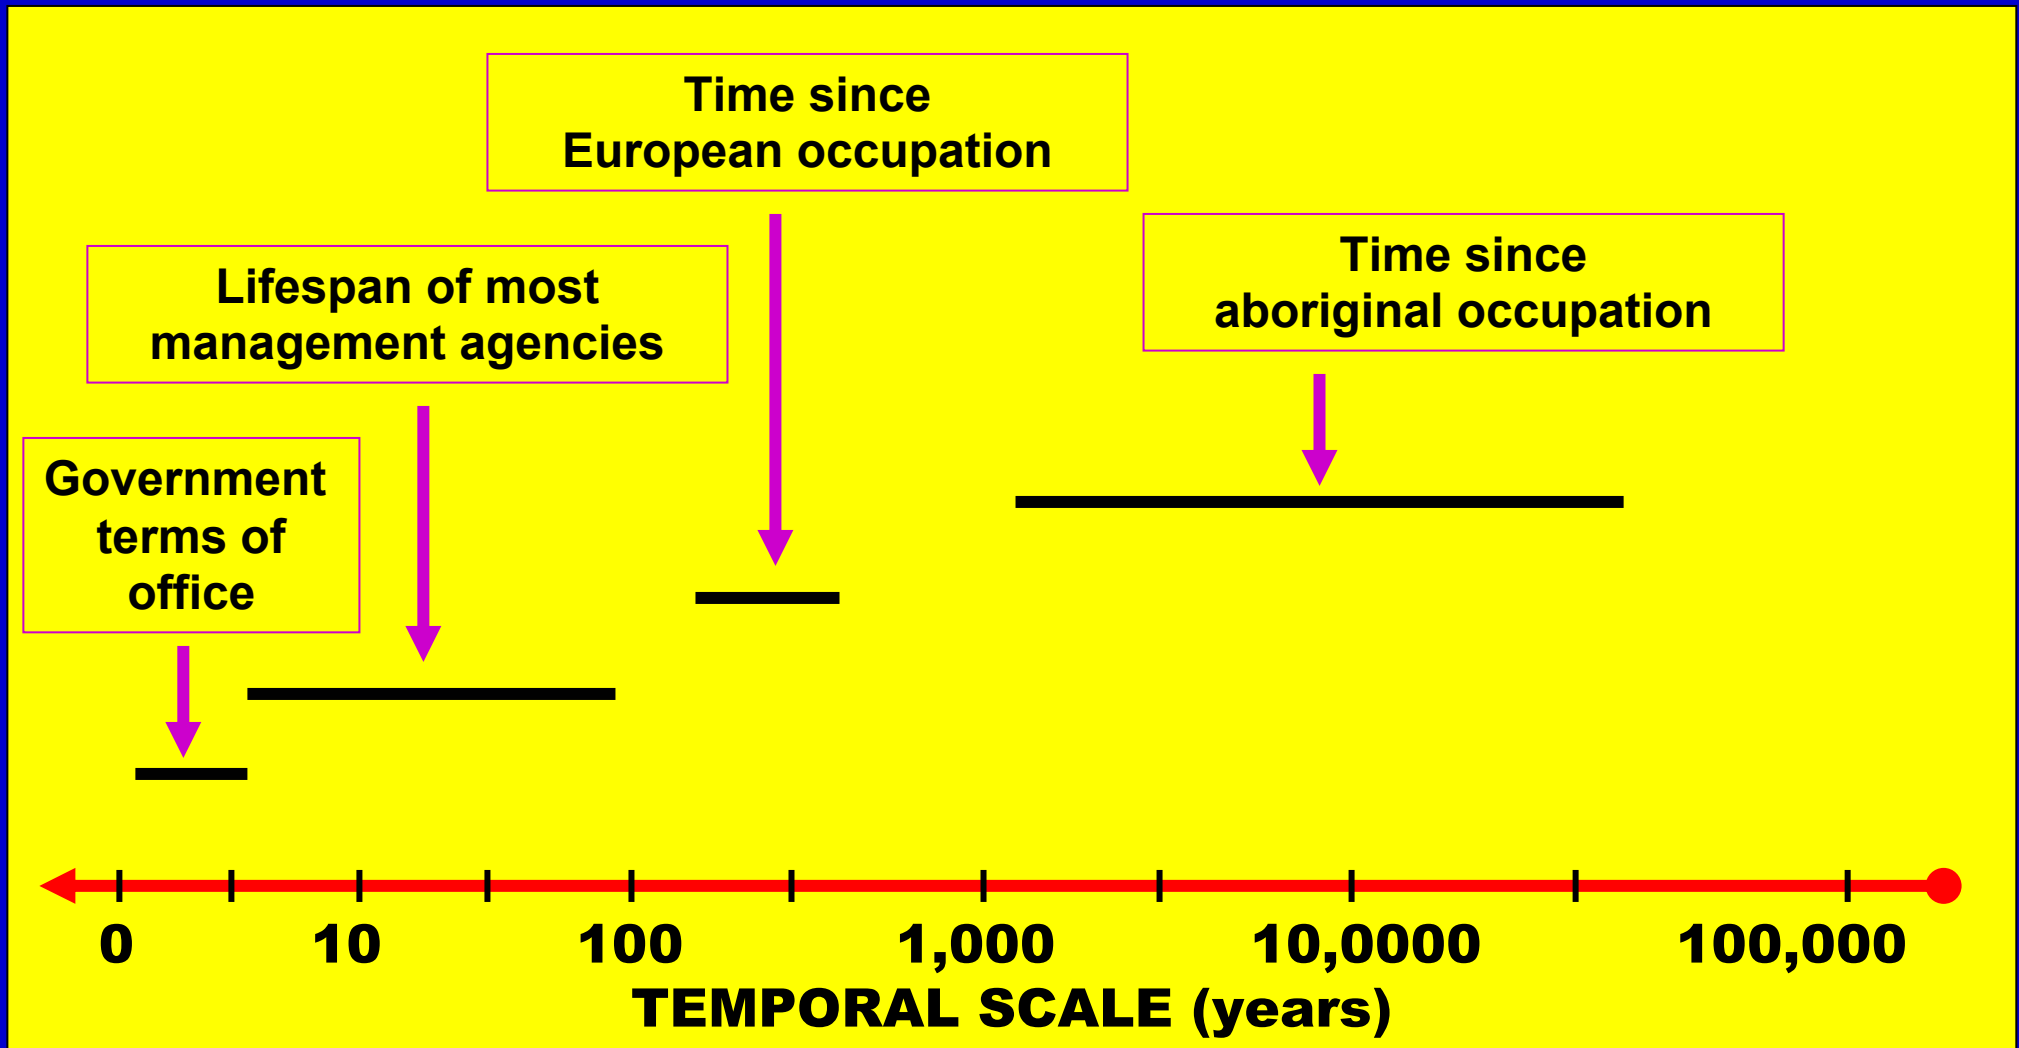 Time since
European occupation
Time since
aboriginal occupation
Lifespan of most
management agencies
Government
terms of
office
0 10 100 1,000 10,0000 100,000
TEMPORAL SCALE (years)